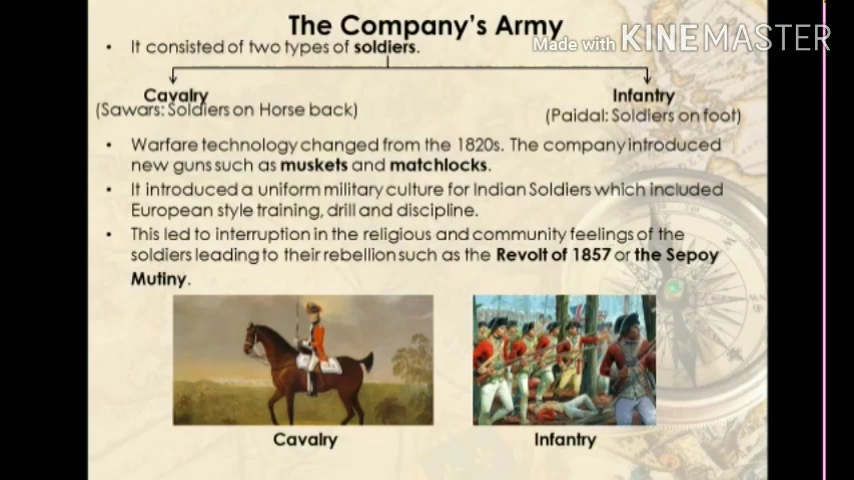 The Company's Army
Made with KINEMASTER
• It consisted of two types of soldiers.
Cavalry
(Sawars: Soldiers on Horse back)
Infantry
(Paidal: Soldiers on foot)
• Warfare technology changed from the 1820s. The company introduced
new guns such as muskets and matchlocks.
• It introduced a uniform military culture for Indian Soldiers which included
European style training, drill and discipline.
• This led to interruption in the religious and community feelings of the
soldiers leading to their rebellion such as the Revolt of 1857 or the Sepoy
Mutiny.
Cavalry
Infantry